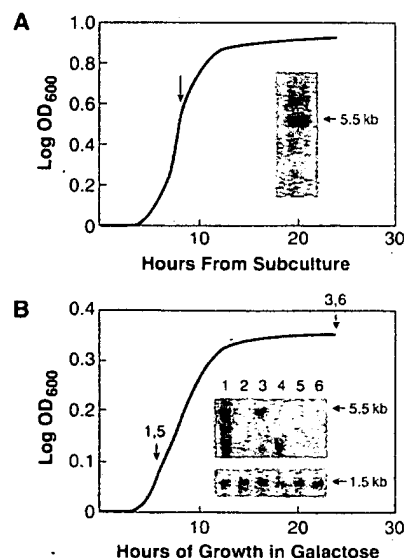 A
Log OD600
1.0
0.8
0.6
0.4
0.2
0
← 5.5 kb
10
20
30
Hours From Subculture
B
Log OD600
0.4
0.3
0.2
0.1
0
3,6
1,5
1 2 3 4 5 6
← 5.5 kb
← 1.5 kb
10
20
30
Hours of Growth in Galactose